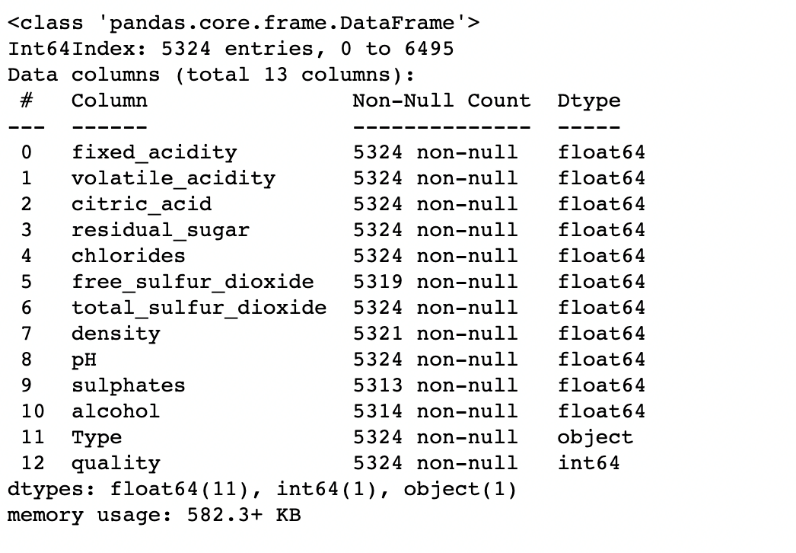 <class 'pandas.core.frame.DataFrame'>
Int64Index: 5324 entries, 0 to 6495
Data columns (total 13 columns):
 #   Column                Non-Null Count  Dtype
---  ------                --------------  -----
 0   fixed_acidity         5324 non-null   float64
 1   volatile_acidity      5324 non-null   float64
 2   citric_acid           5324 non-null   float64
 3   residual_sugar        5324 non-null   float64
 4   chlorides             5324 non-null   float64
 5   free_sulfur_dioxide   5319 non-null   float64
 6   total_sulfur_dioxide  5324 non-null   float64
 7   density               5321 non-null   float64
 8   pH                    5324 non-null   float64
 9   sulphates             5313 non-null   float64
 10  alcohol               5314 non-null   float64
 11  Type                  5324 non-null   object
 12  quality               5324 non-null   int64
dtypes: float64(11), int64(1), object(1)
memory usage: 582.3+ KB